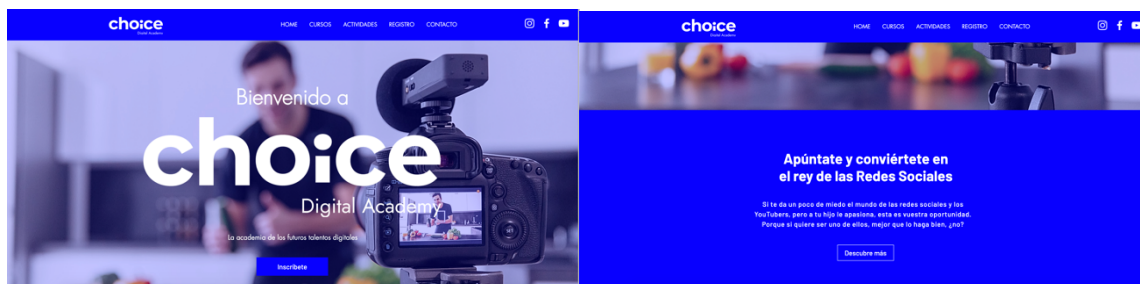 choice
Digital Academy
HOME CURSOS ACTIVIDADES REGISTRO CONTACTO
Bienvenido a
choice
Digital Academy
La academia de los futuros talentos digitales
Inscríbete
choice
Digital Academy
HOME CURSOS ACTIVIDADES REGISTRO CONTACTO
Apúntate y conviértete en
el rey de las Redes Sociales
Si te da un poco de miedo el mundo de las redes sociales y los
YouTubers, pero a tu hijo le apasiona, esta es vuestra oportunidad.
Porque si quiere ser uno de ellos, mejor que lo haga bien, ¿no?
Descubre más